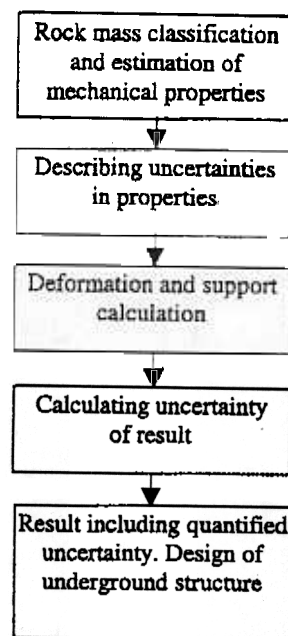 Rock mass classification
and estimation of
mechanical properties
Describing uncertainties
in properties
Deformation and support
calculation
Calculating uncertainty
of result
Result including quantified
uncertainty. Design of
underground structure